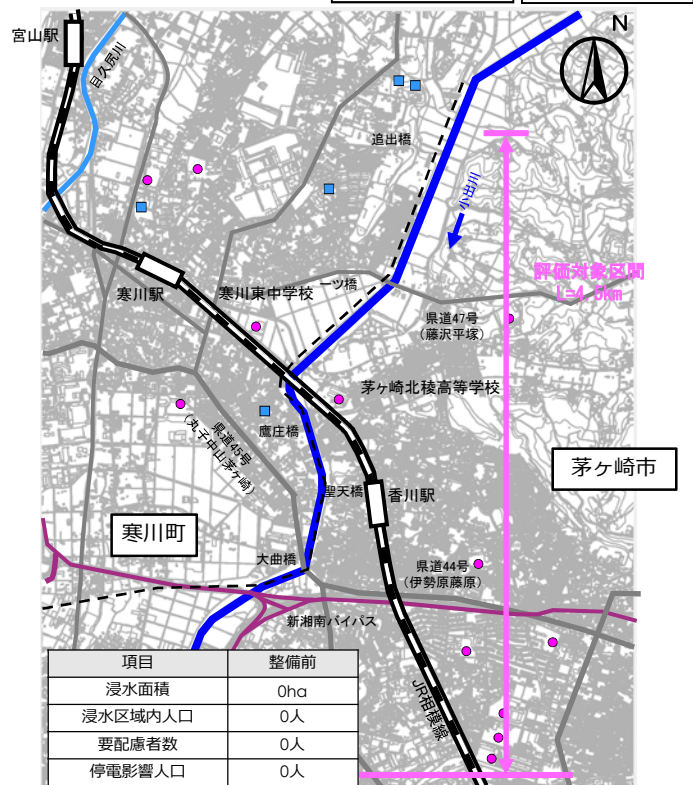 N
宮山駅
目久尻川
追出橋
小出川
評価対象区間
L=4.5km
寒川駅
寒川東中学校
一ツ橋
県道47号
(藤沢平塚)
茅ヶ崎北稜高等学校
鷹庄橋
県道45号
(丸子中山茅ヶ崎)
聖天橋
香川駅
茅ヶ崎市
寒川町
大曲橋
県道44号
(伊勢原藤原)
新湘南バイパス
JR相模線
項目 整備前
浸水面積 0ha
浸水区域内人口 0人
要配慮者数 0人
停電影響人口 0人